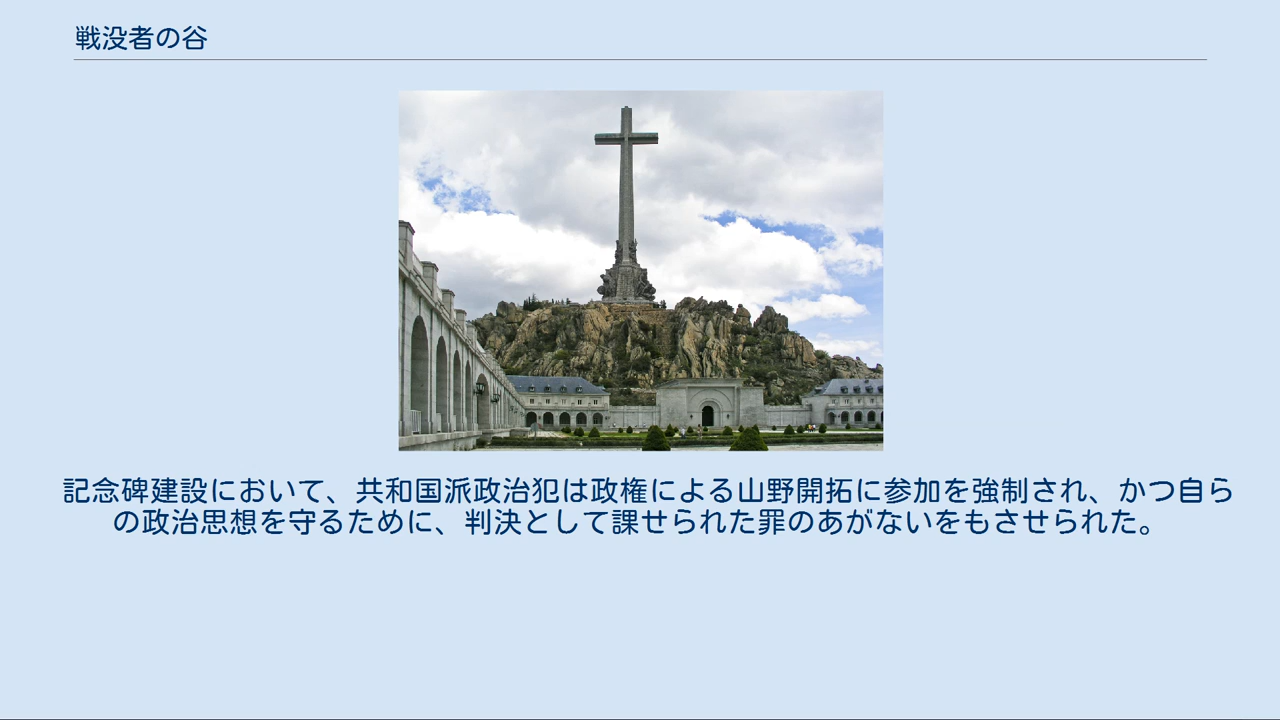 戦没者の谷
記念碑建設において、共和国派政治犯は政権による山野開拓に参加を強制され、かつ自ら
の政治思想を守るために、判決として課せられた罪のあがないをもさせられた。